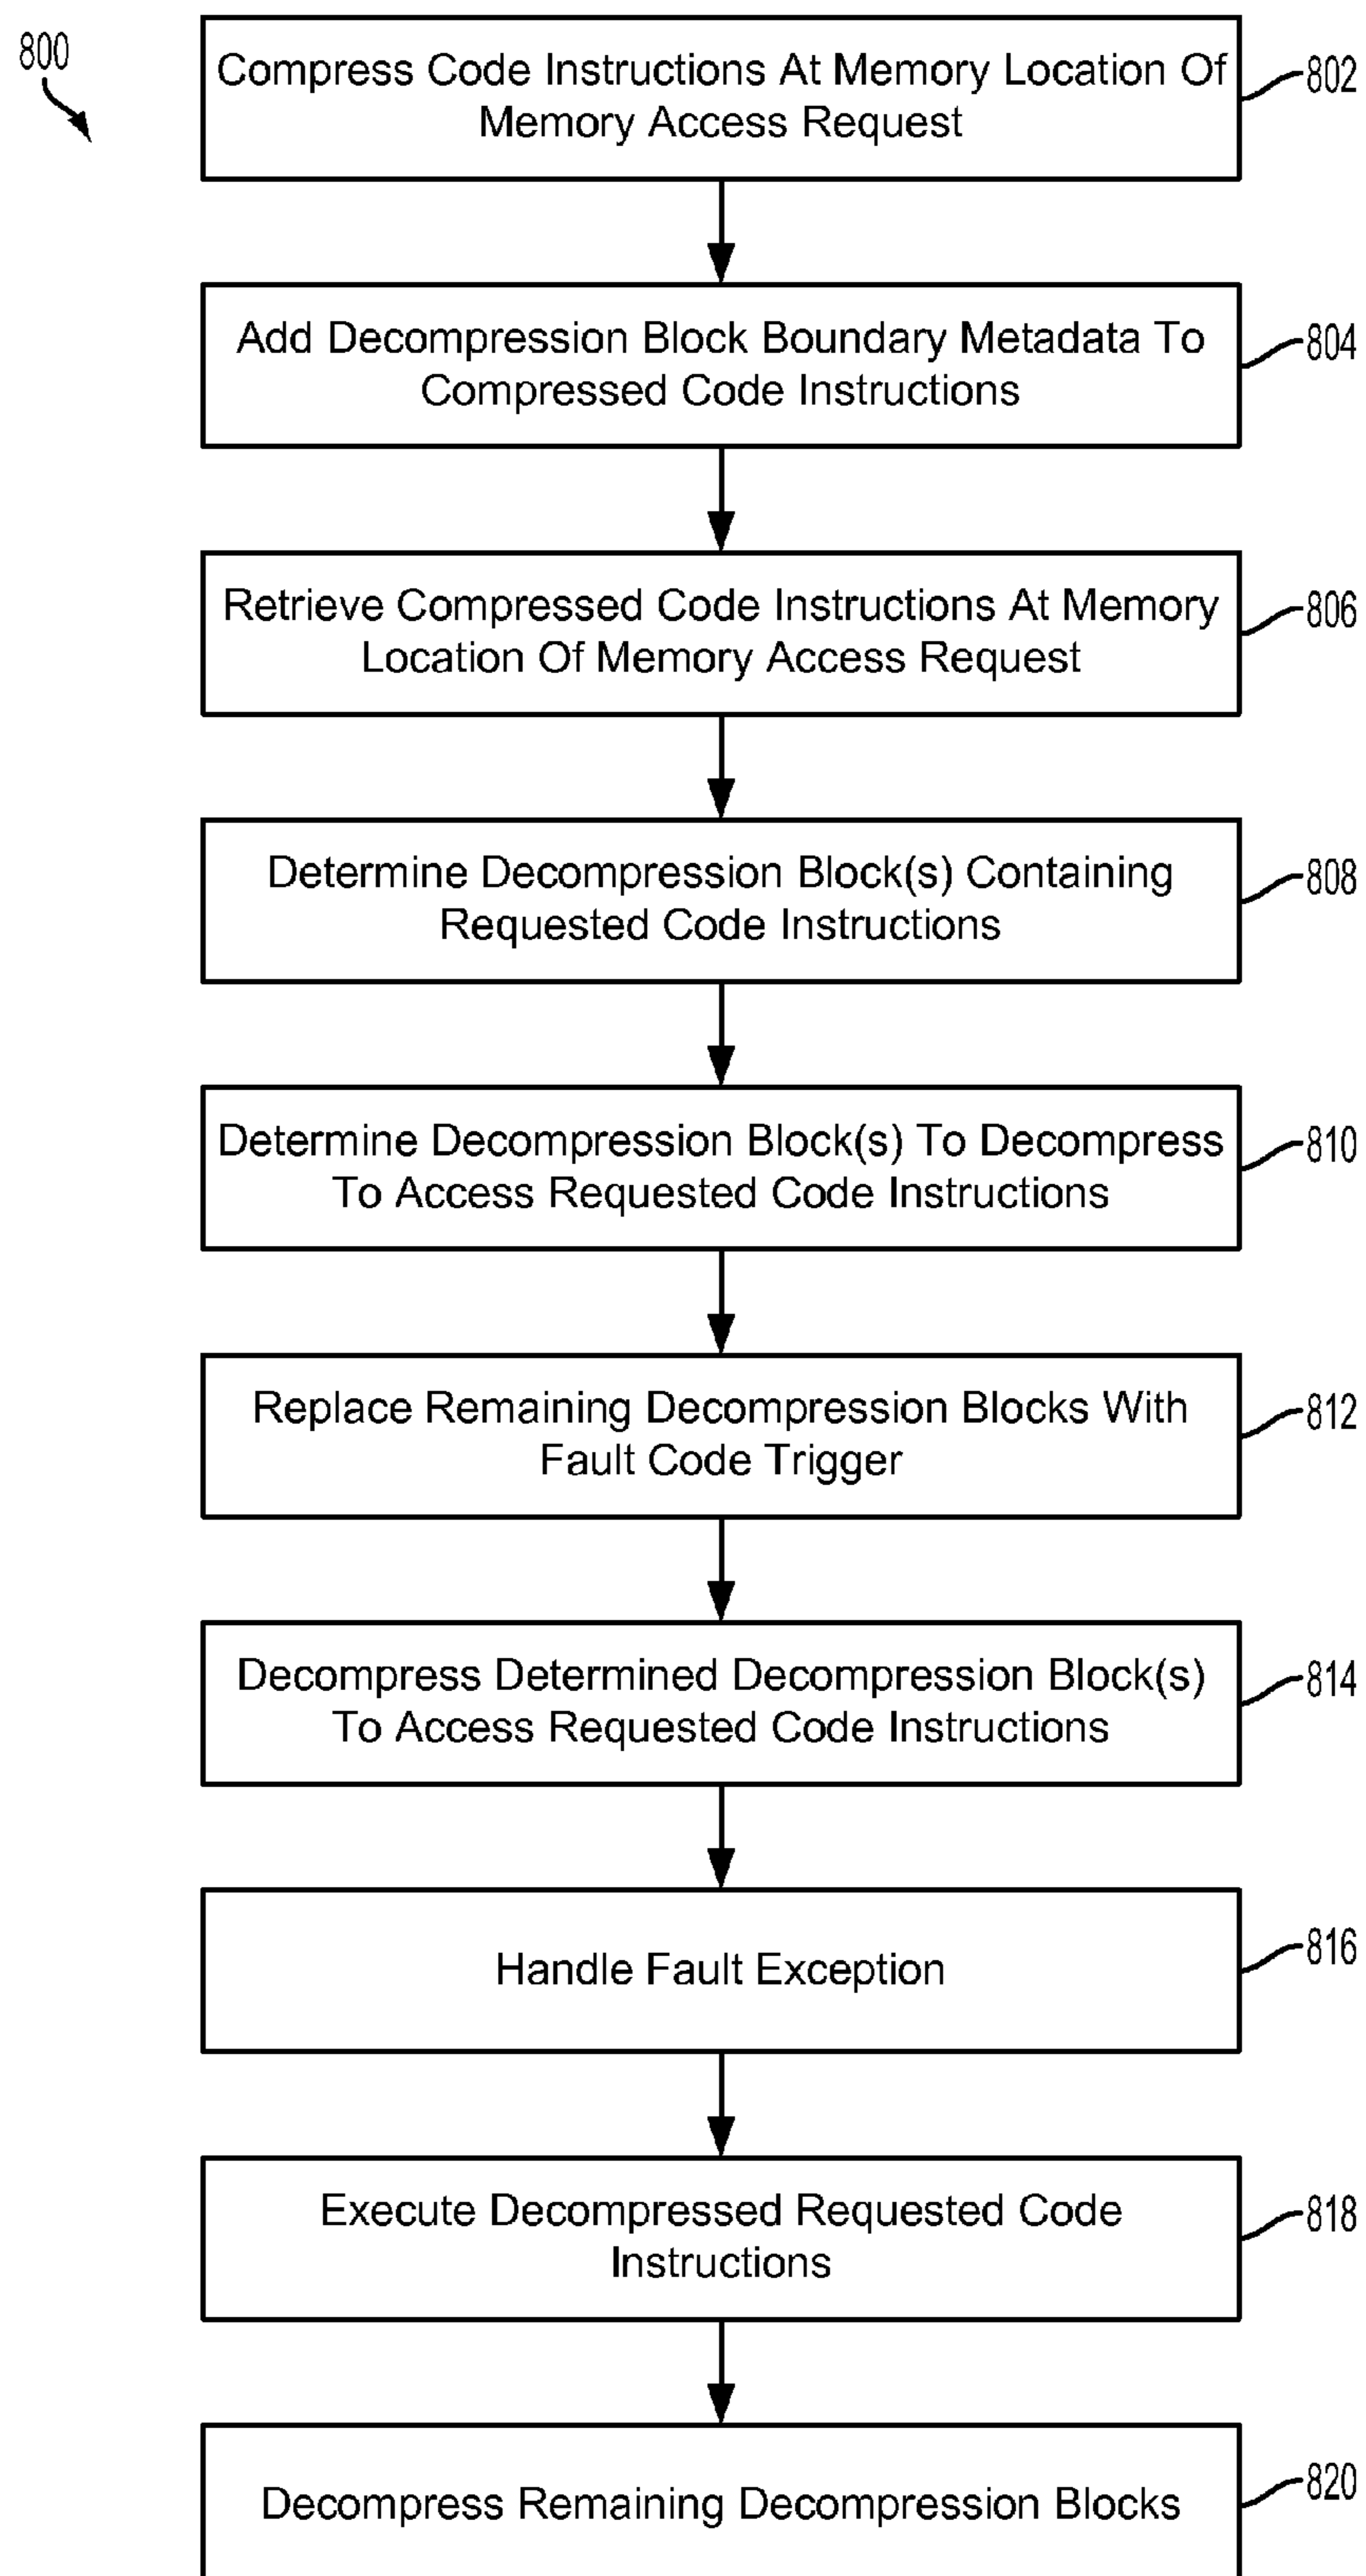 800
Compress Code Instructions At Memory Location Of
Memory Access Request
802
Add Decompression Block Boundary Metadata To
Compressed Code Instructions
804
Retrieve Compressed Code Instructions At Memory
Location Of Memory Access Request
806
Determine Decompression Block(s) Containing
Requested Code Instructions
808
Determine Decompression Block(s) To Decompress
To Access Requested Code Instructions
810
Replace Remaining Decompression Blocks With
Fault Code Trigger
812
Decompress Determined Decompression Block(s)
To Access Requested Code Instructions
814
Handle Fault Exception
816
Execute Decompressed Requested Code
Instructions
818
Decompress Remaining Decompression Blocks
820